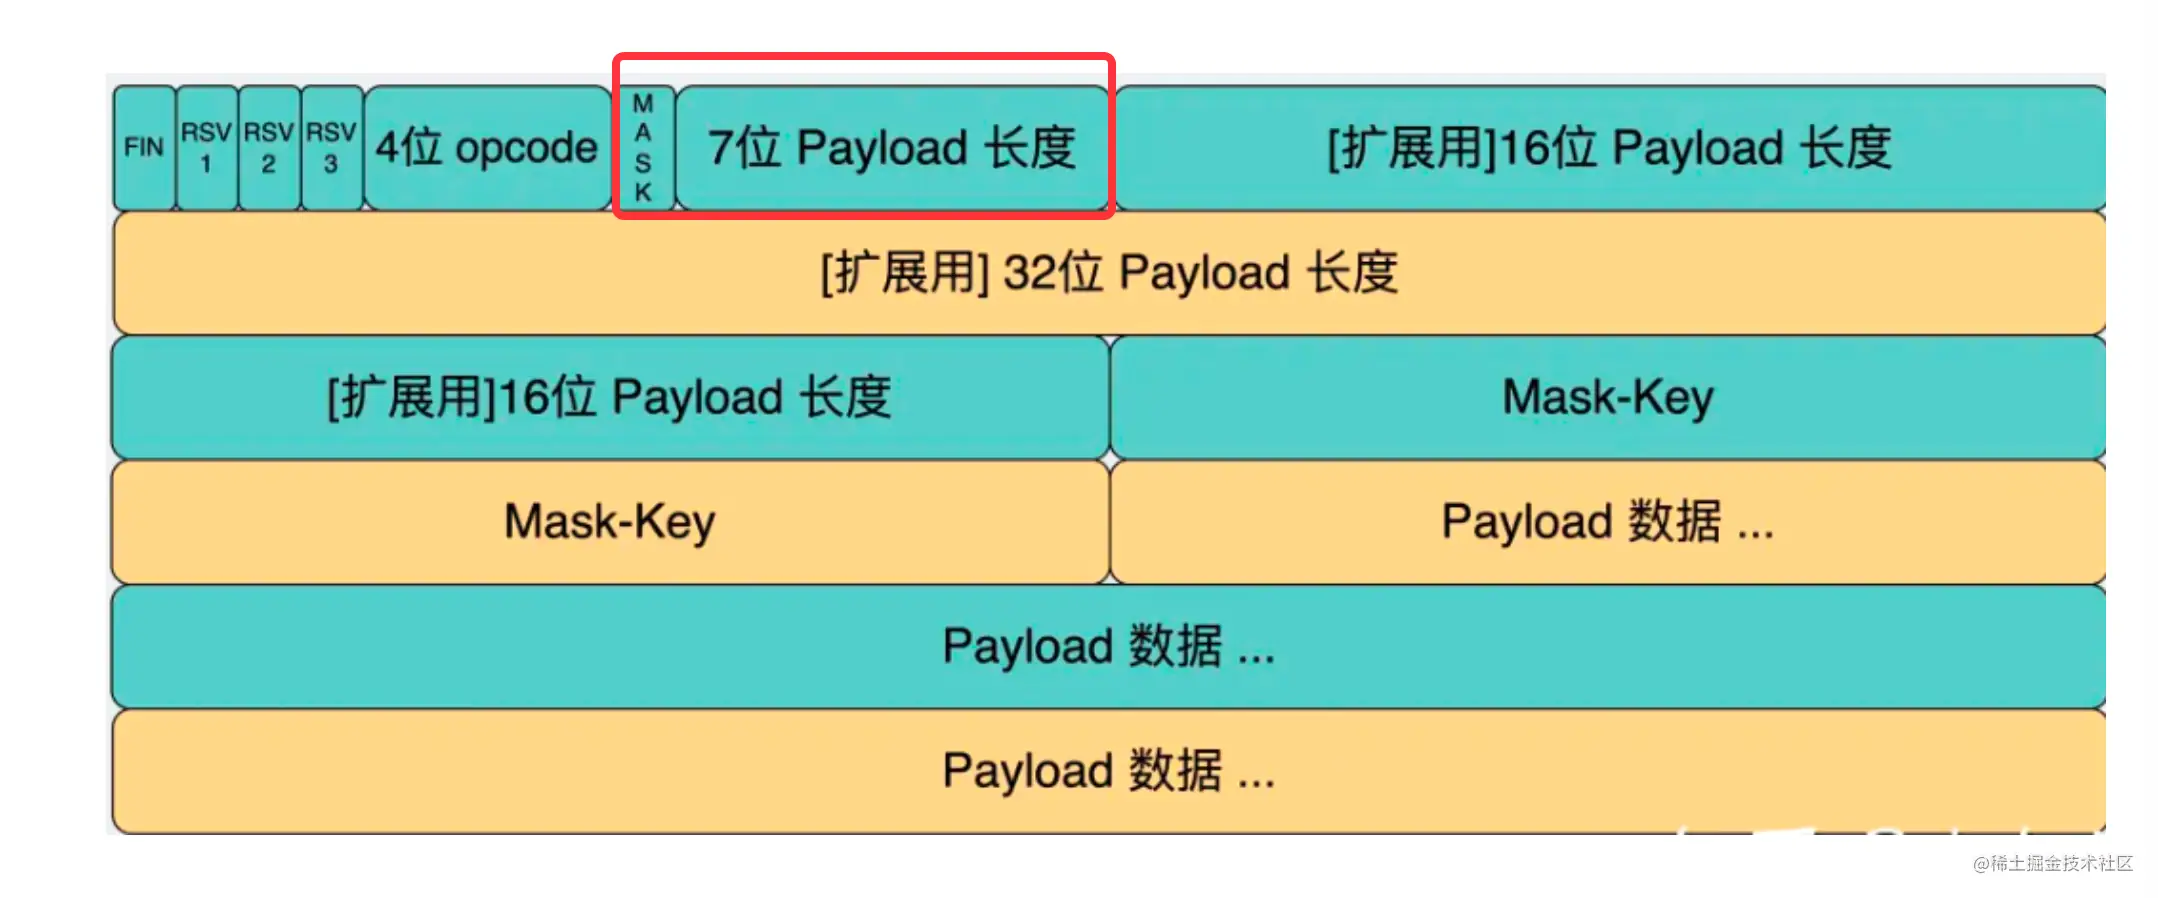 FIN
RSV
1
RSV
2
RSV
3
4位 opcode
M
A
S
K
7位 Payload 长度
[扩展用]16位 Payload 长度
[扩展用] 32位 Payload 长度
[扩展用]16位 Payload 长度
Mask-Key
Mask-Key
Payload 数据 ...
Payload 数据 ...
Payload 数据 ...
@稀土掘金技术社区